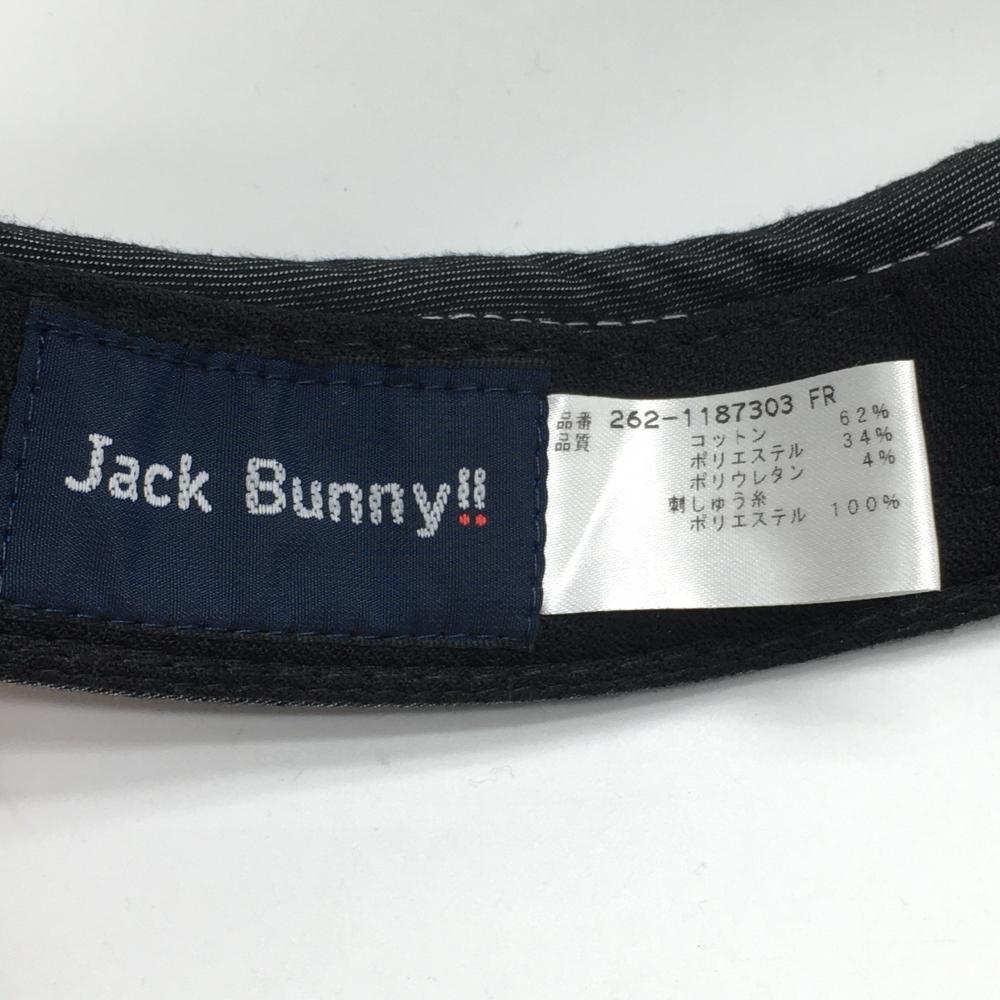 Jack Bunny!!
品番 262-1187303 FR
品質 コットン 62%
ポリエステル 34%
ポリウレタン 4%
刺しゅう糸
ポリエステル 100%